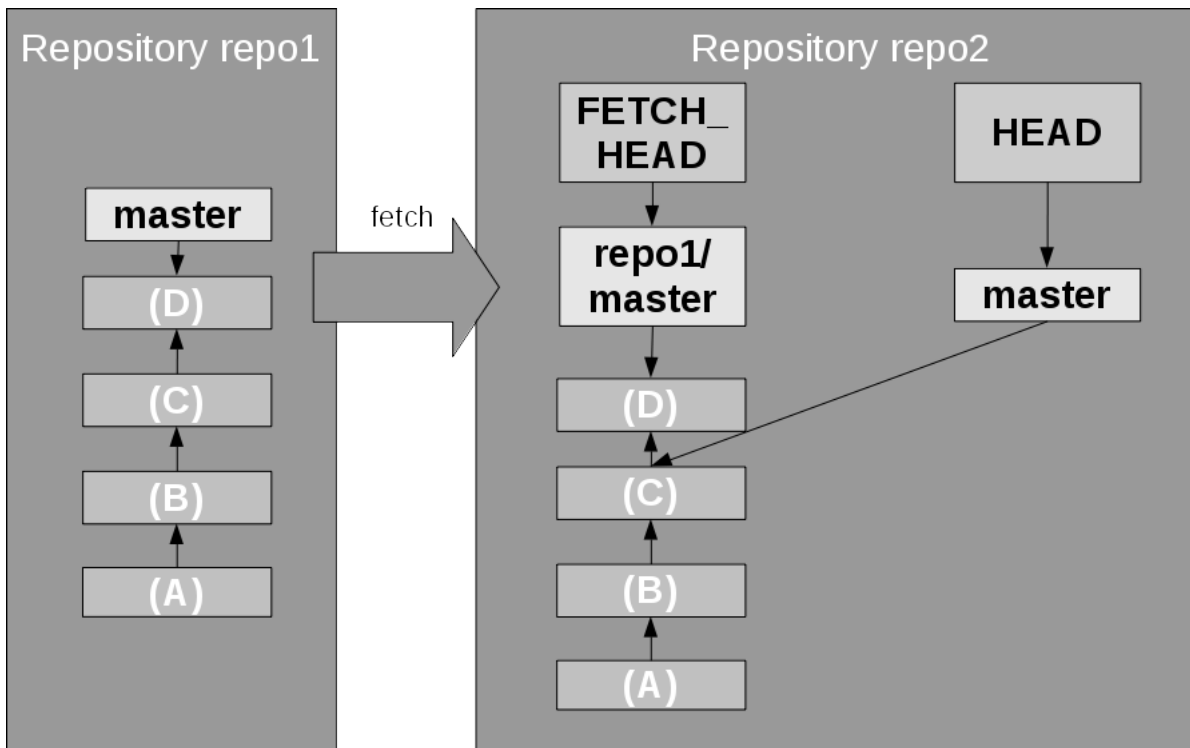 Repository repo1
master
(D)
(C)
(B)
(A)
fetch
Repository repo2
FETCH_
HEAD
repo1/
master
(D)
(C)
(B)
(A)
HEAD
master